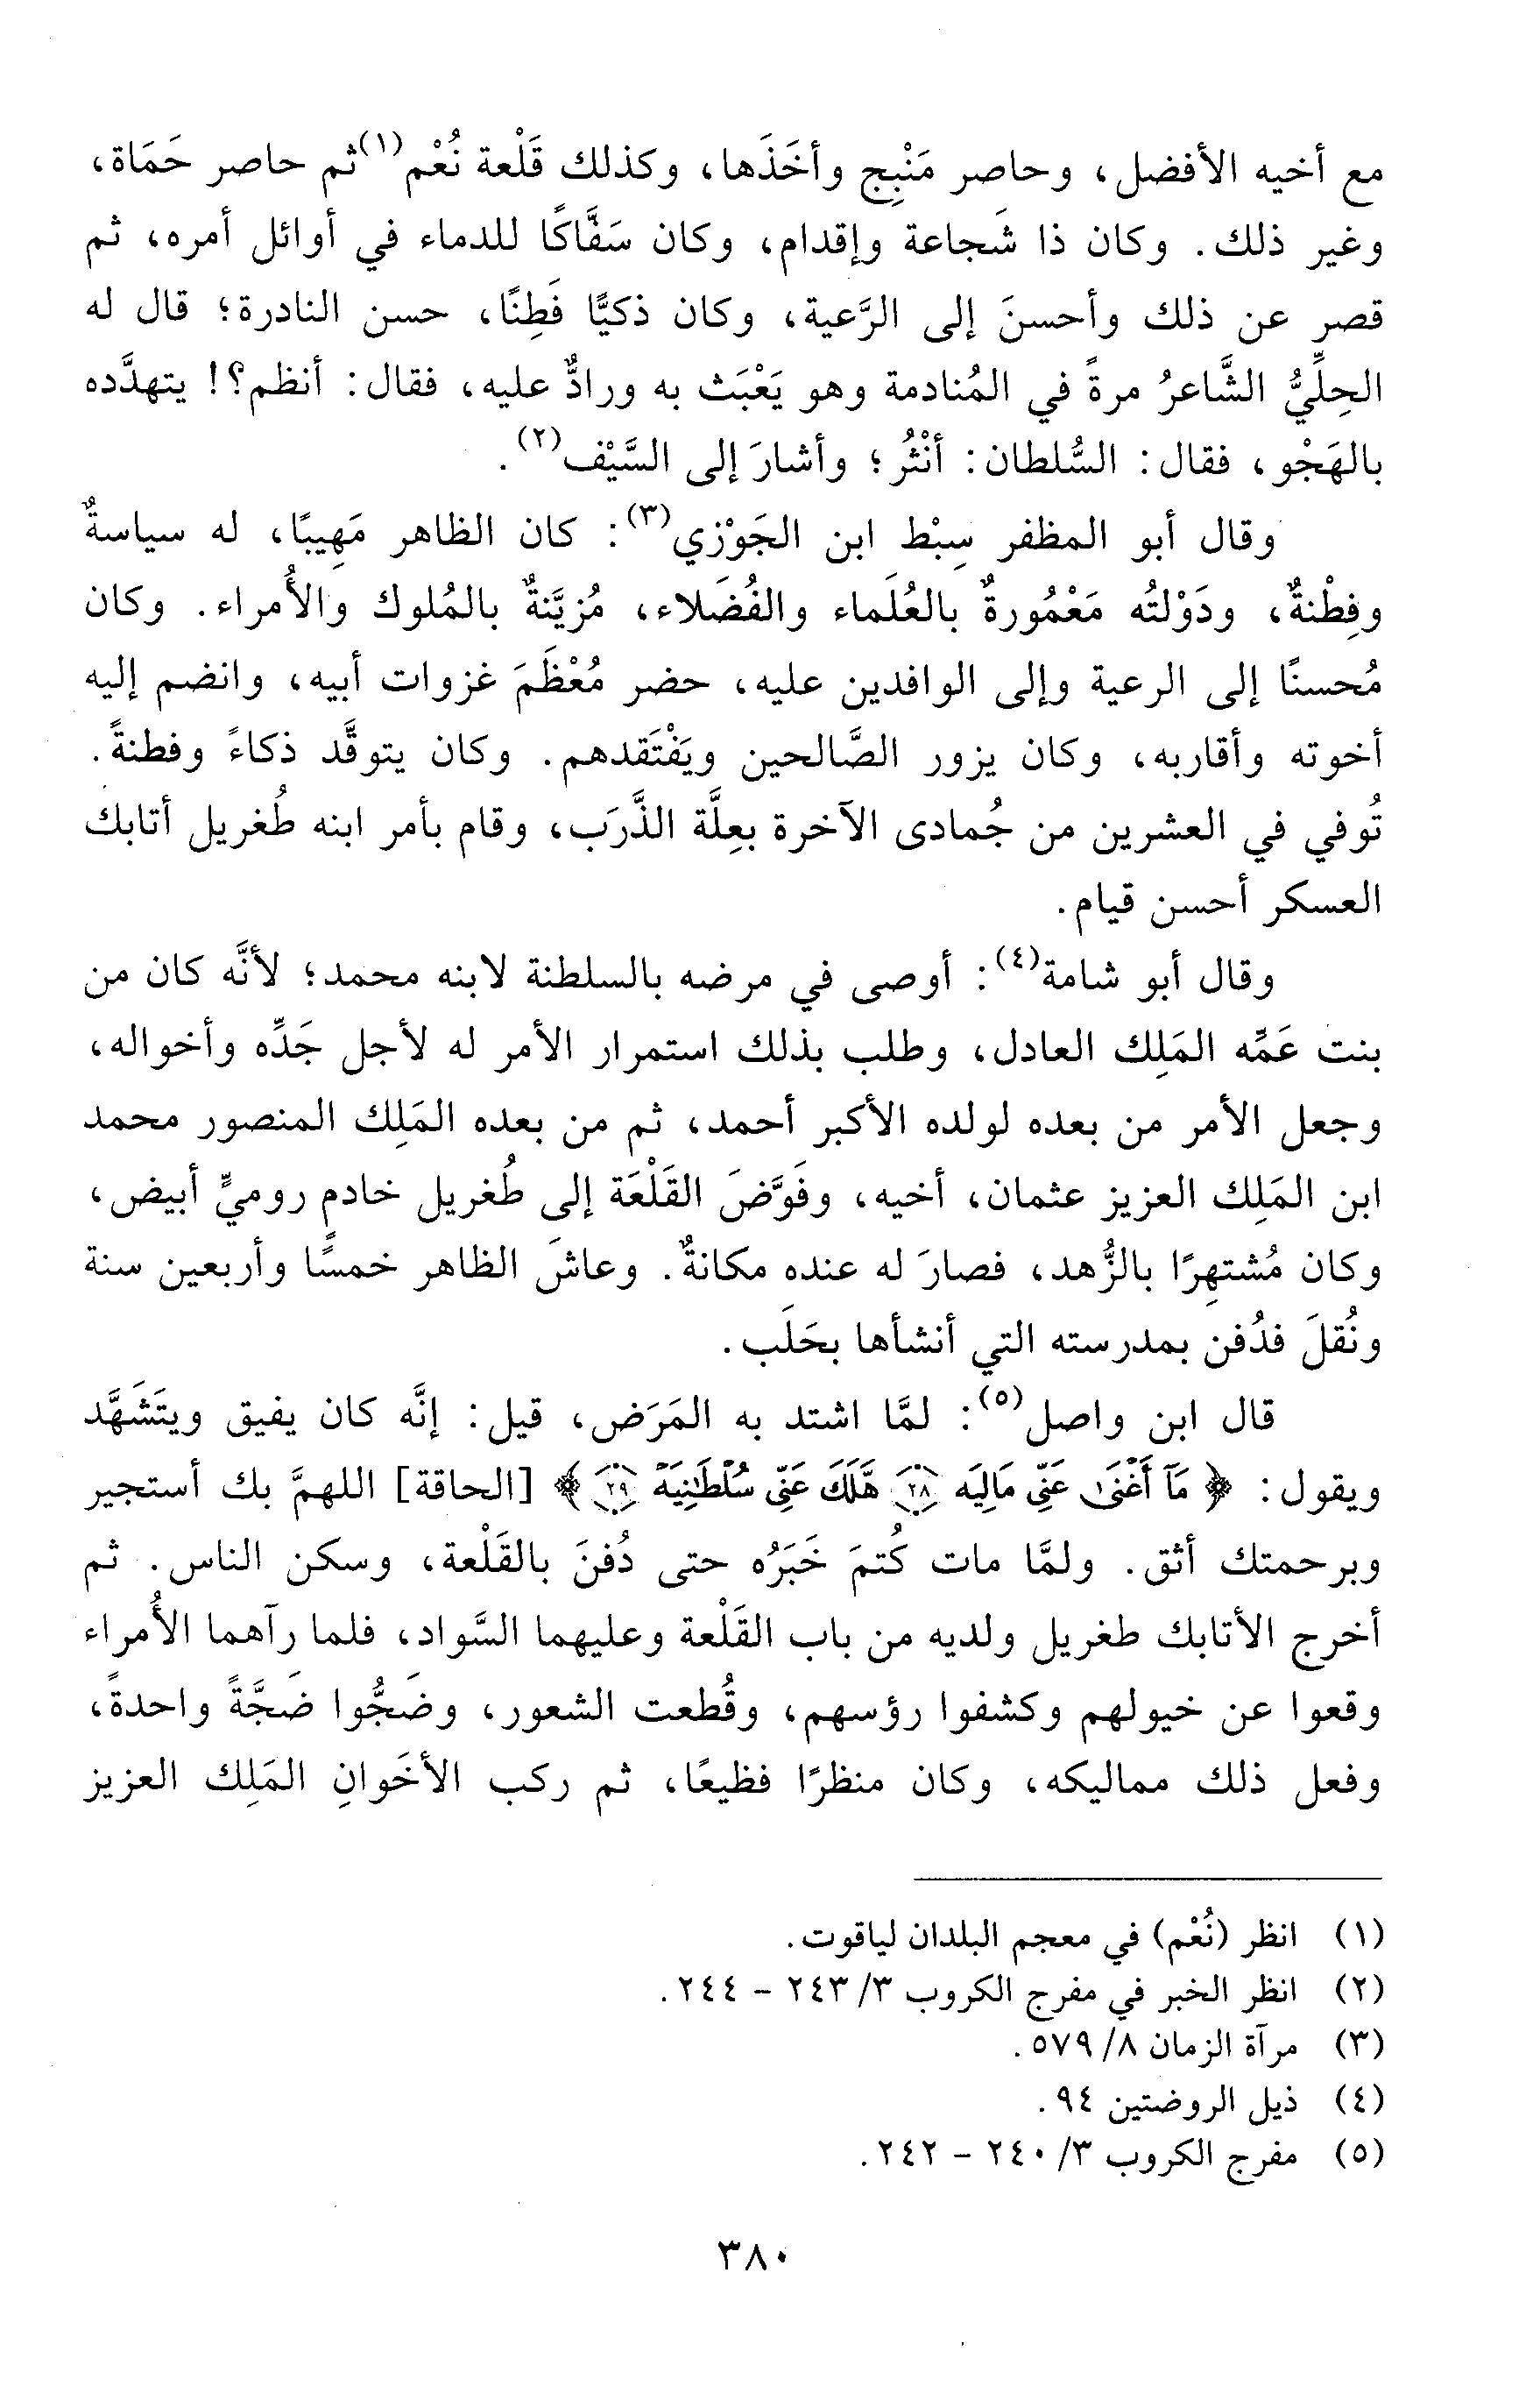 مع أخيه الأفضل، وحاصر مَنْبِج وأخَذَها، وكذلك قَلْعة نُعْم(١) ثم حاصر حَمَاة،
وغير ذلك. وكان ذا شَجاعة وإقدام، وكان سَفَّاكًا للدماء في أوائل أمره، ثم
قصر عن ذلك وأحسنَ إلى الرَّعية، وكان ذكيًّا فَطِنًا، حسن النادرة؛ قال له
الحِلِّيُّ الشَّاعرُ مرةً في المُنادمة وهو يَعْبَث به ورادٌّ عليه، فقال: أنظم؟! يتهدَّده
بالهَجْو، فقال: السُّلطان: أنْثُر؛ وأشارَ إلى السَّيْف(٢).
وقال أبو المظفر سِبْط ابن الجَوْزي(٣): كان الظاهر مَهِيبًا، له سياسةٌ
وفِطْنةٌ، ودَوْلتُه مَعْمُورةٌ بالعُلَماء والفُضَلاء، مُزيَّنةٌ بالمُلوك والأُمراء. وكان
مُحسنًا إلى الرعية وإلى الوافدين عليه، حضر مُعْظَمَ غزوات أبيه، وانضم إليه
أخوته وأقاربه، وكان يزور الصَّالحين ويَفْتَقدهم. وكان يتوقَّد ذكاءً وفطنةً.
تُوفي في العشرين من جُمادى الآخرة بعِلَّة الذَّرَب، وقام بأمر ابنه طُغريل أتابك
العسكر أحسن قيام.
وقال أبو شامة(٤): أوصى في مرضه بالسلطنة لابنه محمد؛ لأنَّه كان من
بنت عَمِّه المَلِك العادل، وطلب بذلك استمرار الأمر له لأجل جَدِّه وأخواله،
وجعل الأمر من بعده لولده الأكبر أحمد، ثم من بعده المَلِك المنصور محمد
ابن المَلِك العزيز عثمان، أخيه، وفَوَّضَ القَلْعَة إلى طُغريل خادم روميٍّ أبيض،
وكان مُشتهِرًا بالزُّهد، فصارَ له عنده مكانةٌ. وعاشَ الظاهر خمسًا وأربعين سنة
ونُقلَ فدُفن بمدرسته التي أنشأها بحَلَب.
قال ابن واصل(٥): لمَّا اشتد به المَرَض، قيل: إنَّه كان يفيق ويتَشَهَّد
ويقول: ﴿مَآ أَغْنَىٰ عَنِّى مَالِيَه ٢٨ هَّلَكَ عَنِّى سُلْطَٰنِيَهْ ٢٩﴾ [الحاقة] اللهمَّ بك أستجير
وبرحمتك أثق. ولمَّا مات كُتمَ خَبَرُه حتى دُفنَ بالقَلْعة، وسكن الناس. ثم
أخرج الأتابك طغريل ولديه من باب القَلْعة وعليهما السَّواد، فلما رآهما الأُمراء
وقعوا عن خيولهم وكشفوا رؤسهم، وقُطعت الشعور، وضَجُّوا ضَجَّةً واحدةً،
وفعل ذلك مماليكه، وكان منظرًا فظيعًا، ثم ركب الأخَوانِ المَلِك العزيز
(١) انظر (نُعْم) في معجم البلدان لياقوت.
(٢) انظر الخبر في مفرج الكروب ٣/ ٢٤٣ - ٢٤٤.
(٣) مرآة الزمان ٨/ ٥٧٩.
(٤) ذيل الروضتين ٩٤.
(٥) مفرج الكروب ٣/ ٢٤٠ - ٢٤٢.
٣٨٠